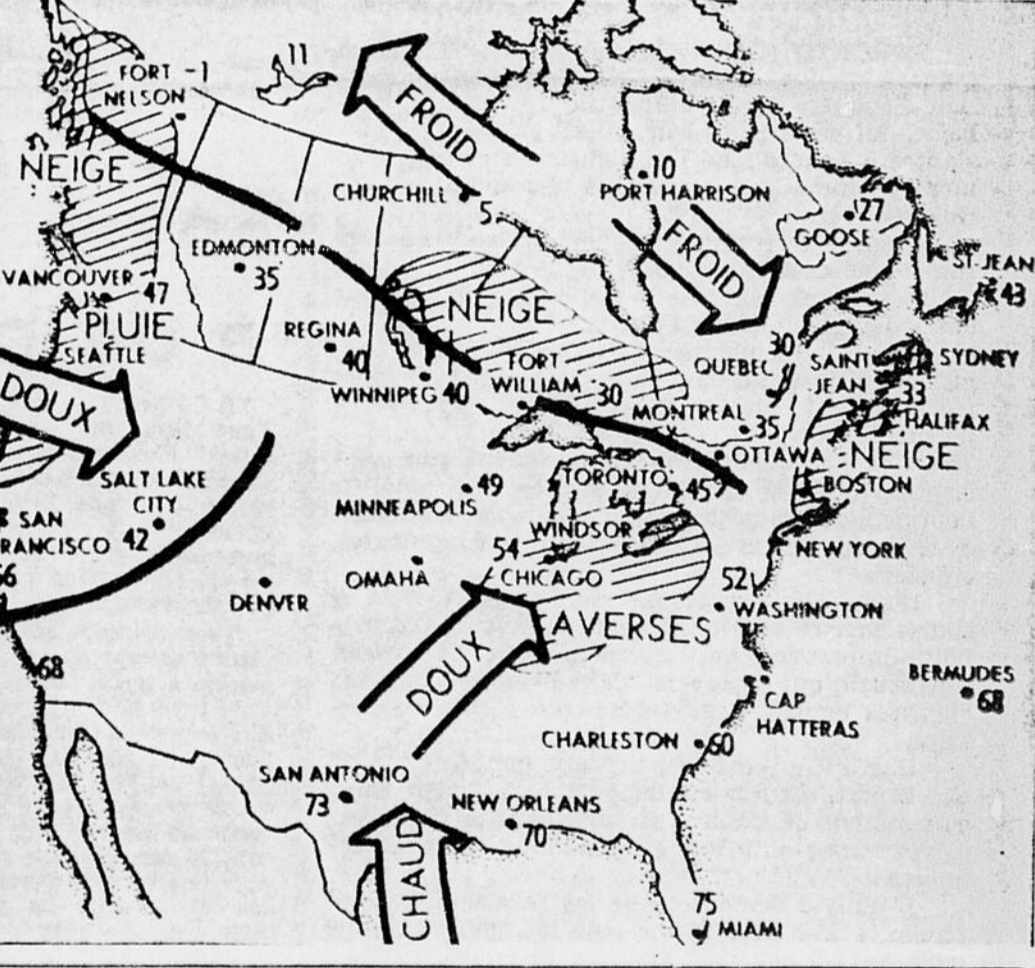 FORT -1
NELSON
11
FROID
NEIGE
CHURCHILL
5
10
PORT HARRISON
FROID
27
GOOSE
ST. JEAN
43
EDMONTON
35
VANCOUVER
47
PLUIE
SEATTLE
NEIGE
REGINA
40
WINNIPEG 40
FORT
WILLIAM
30
QUEBEC
30
SAINT
JEAN
SYDNEY
33
HALIFAX
MONTREAL
35
OTTAWA
NEIGE
DOUX
SALT LAKE
CITY
42
SAN
RANCISCO
MINNEAPOLIS
49
TORONTO
45
BOSTON
WINDSOR
54
CHICAGO
NEW YORK
OMAHA
DENVER
52
WASHINGTON
AVERSES
DOUX
68
BERMUDES
68
CAP
HATTERAS
CHARLESTON
60
SAN ANTONIO
73
NEW ORLEANS
70
CHAUD
75
MIAMI